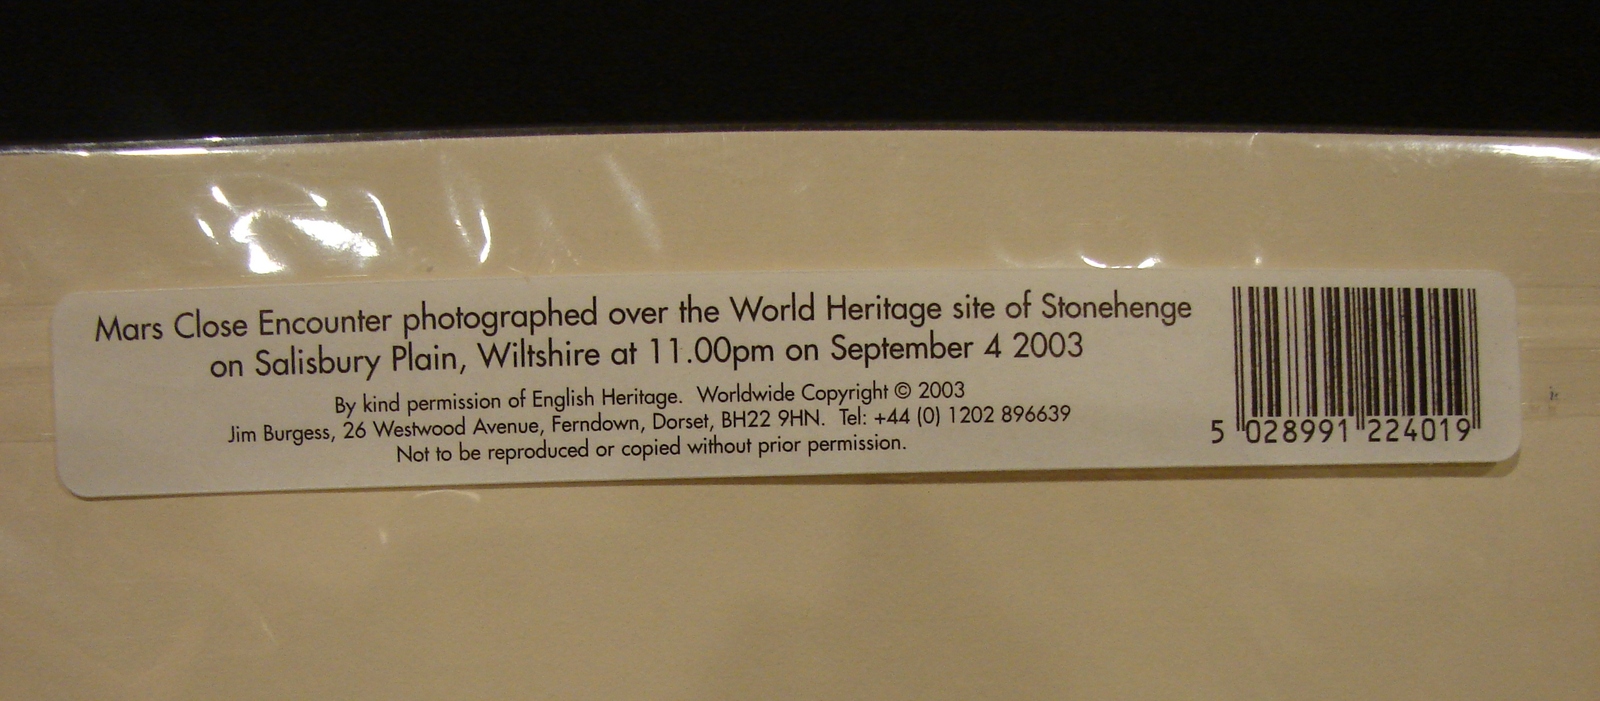 Mars Close Encounter photographed over the World Heritage site of Stonehenge
on Salisbury Plain, Wiltshire at 11.00pm on September 4 2003
By kind permission of English Heritage. Worldwide Copyright © 2003
Jim Burgess, 26 Westwood Avenue, Ferndown, Dorset, BH22 9HN. Tel: +44 (0) 1202 896639
Not to be reproduced or copied without prior permission.
5 028991 224019